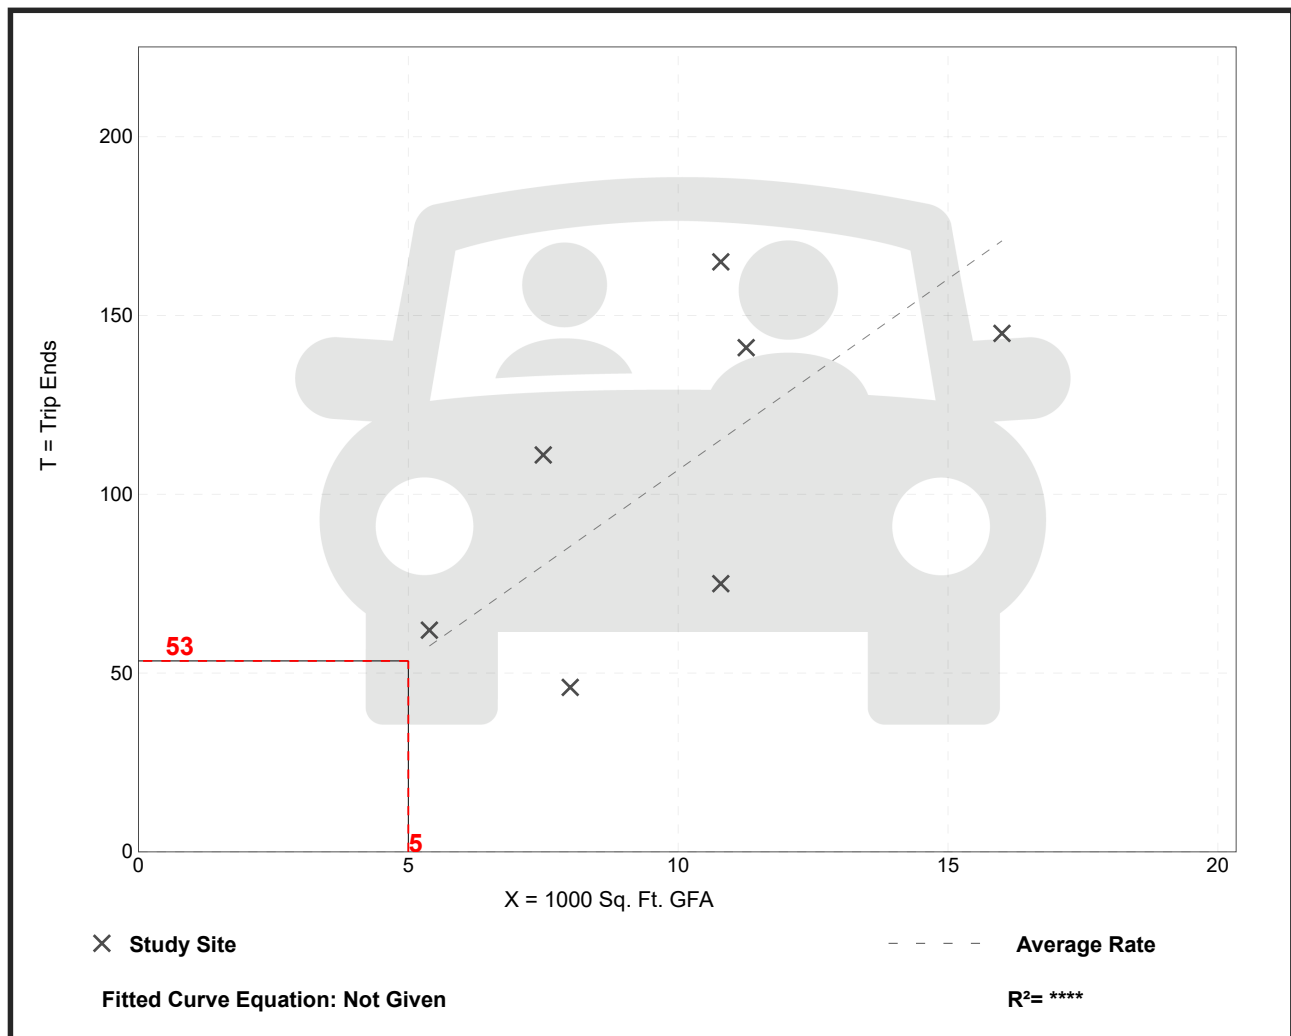 200
150
100
50
0
T = Trip Ends
53
5
0 5 10 15 20
X = 1000 Sq. Ft. GFA
Study Site
Average Rate
Fitted Curve Equation: Not Given
R²= ****